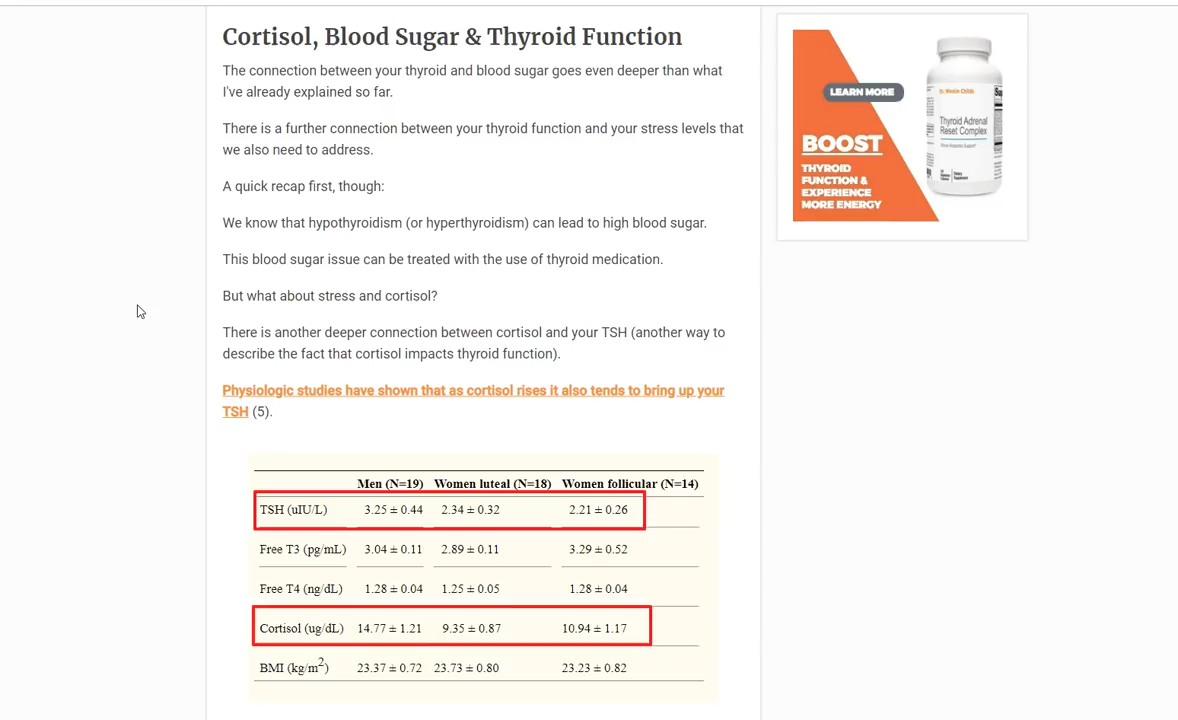 Cortisol, Blood Sugar & Thyroid Function
The connection between your thyroid and blood sugar goes even deeper than what
I've already explained so far.
There is a further connection between your thyroid function and your stress levels that
we also need to address.
A quick recap first, though:
We know that hypothyroidism (or hyperthyroidism) can lead to high blood sugar.
This blood sugar issue can be treated with the use of thyroid medication.
But what about stress and cortisol?
There is another deeper connection between cortisol and your TSH (another way to
describe the fact that cortisol impacts thyroid function).
Physiologic studies have shown that as cortisol rises it also tends to bring up your
TSH (5).
Men (N=19) Women luteal (N=18) Women follicular (N=14)
TSH (uIU/L) 3.25 ± 0.44 2.34 ± 0.32 2.21 ± 0.26
Free T3 (pg/mL) 3.04 ± 0.11 2.89 ± 0.11 3.29 ± 0.52
Free T4 (ng/dL) 1.28 ± 0.04 1.25 ± 0.05 1.28 ± 0.04
Cortisol (ug/dL) 14.77 ± 1.21 9.35 ± 0.87 10.94 ± 1.17
BMI (kg/m2) 23.37 ± 0.72 23.73 ± 0.80 23.23 ± 0.82
LEARN MORE
BOOST
THYROID
FUNCTION &
EXPERIENCE
MORE ENERGY
Thyroid Adrenal
Reset Complex